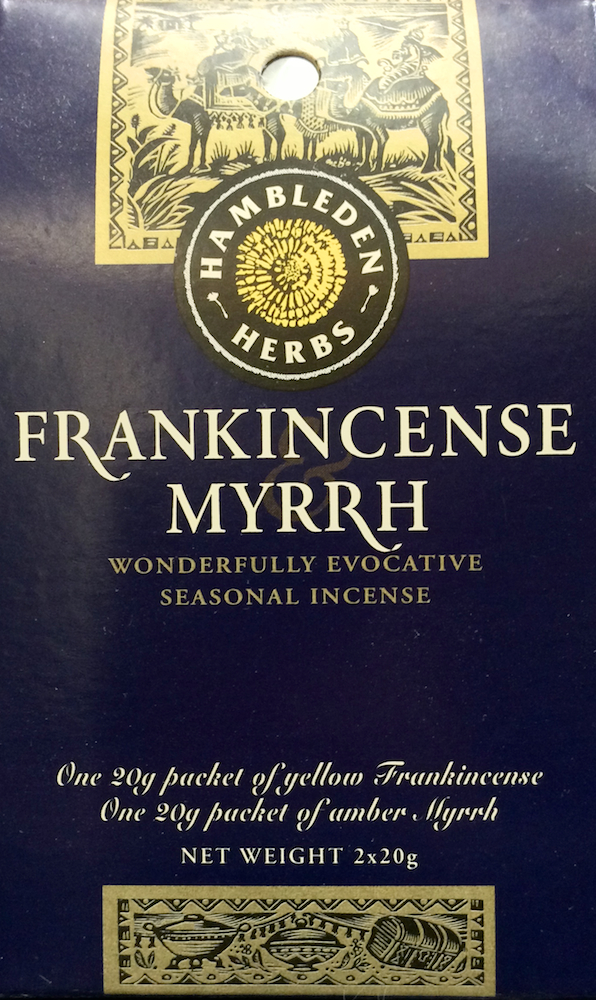 HAMBLEDEN
HERBS
FRANKINCENSE
&
MYRRH
WONDERFULLY EVOCATIVE
SEASONAL INCENSE
One 20g packet of yellow Frankincense
One 20g packet of amber Myrrh
NET WEIGHT 2x20g